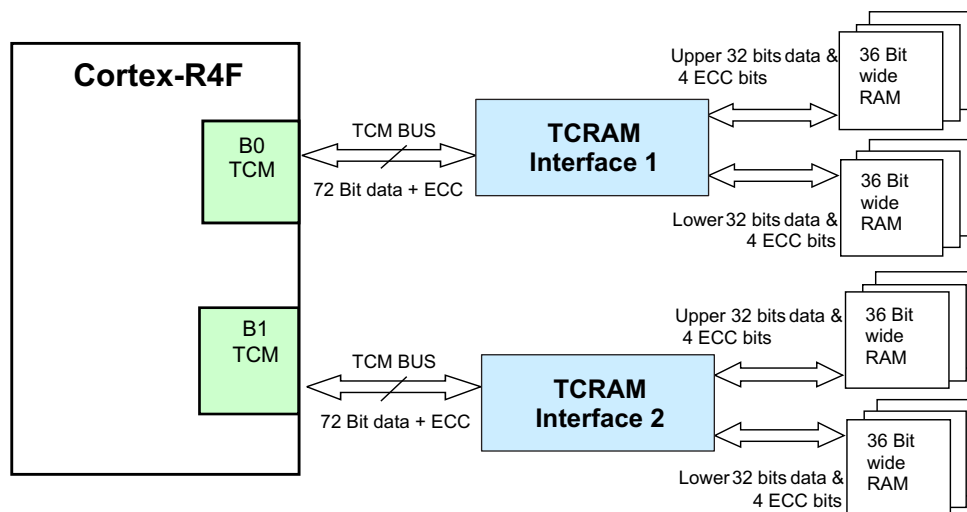 Cortex-R4F
B0
TCM
TCM BUS
72 Bit data + ECC
TCRAM
Interface 1
Upper 32 bits data &
4 ECC bits
36 Bit
wide
RAM
Lower 32 bits data &
4 ECC bits
36 Bit
wide
RAM
B1
TCM
TCM BUS
72 Bit data + ECC
TCRAM
Interface 2
Upper 32 bits data &
4 ECC bits
36 Bit
wide
RAM
Lower 32 bits data &
4 ECC bits
36 Bit
wide
RAM